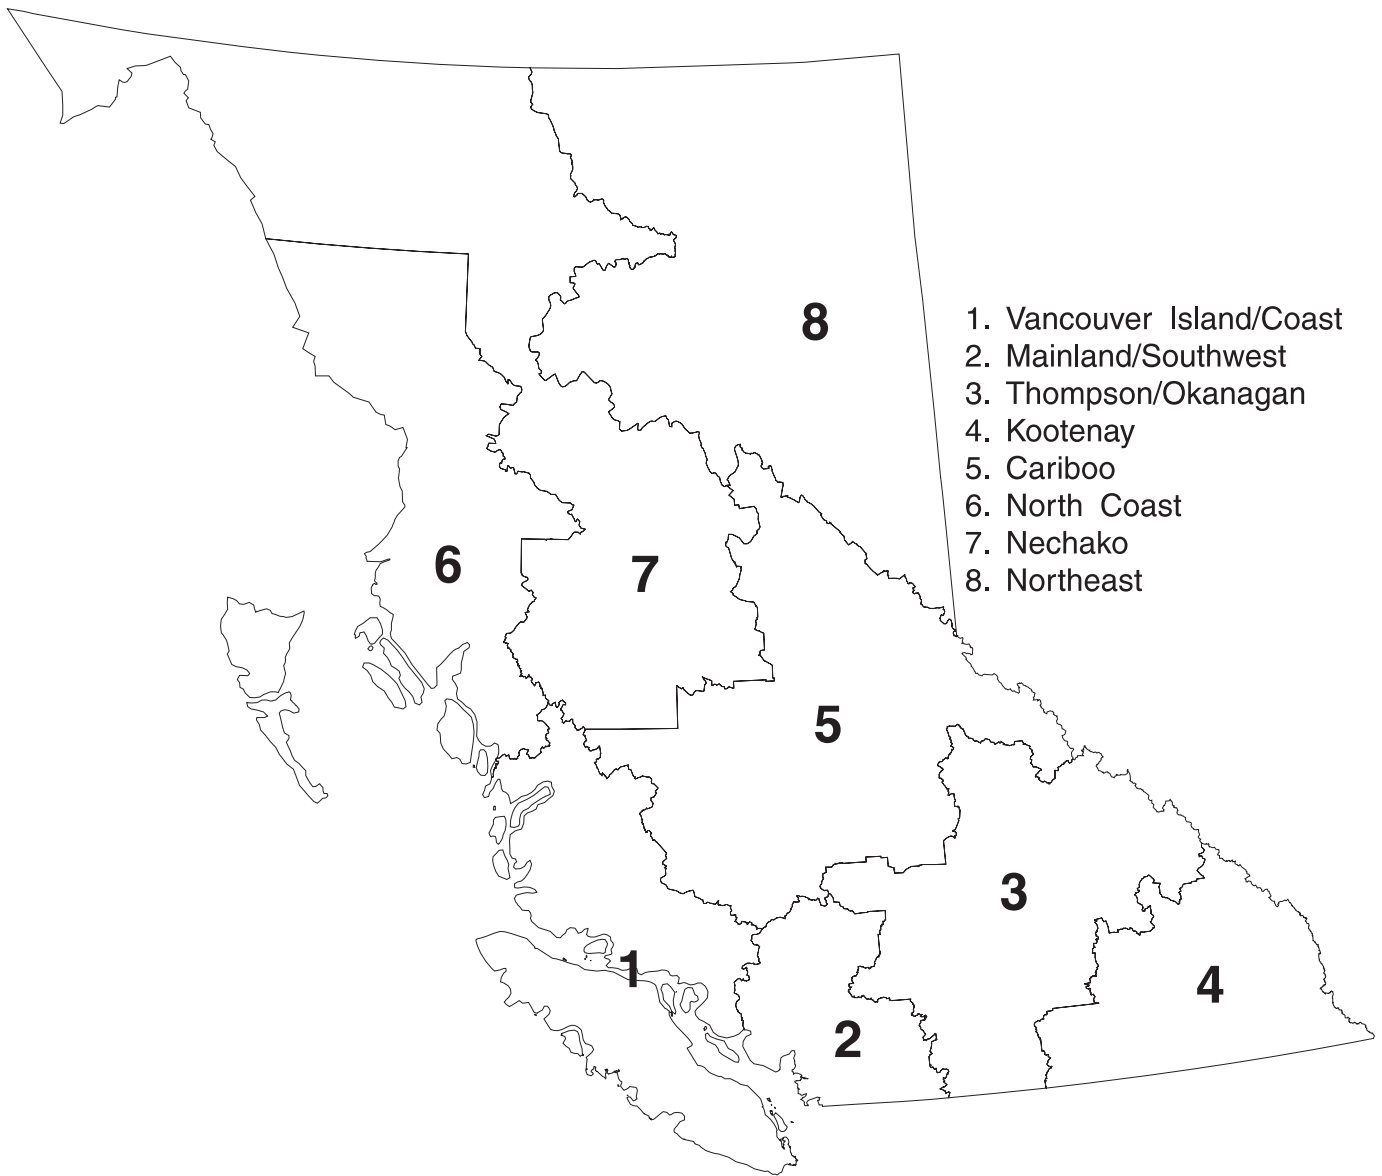 8
1. Vancouver Island/Coast
2. Mainland/Southwest
3. Thompson/Okanagan
4. Kootenay
5. Cariboo
6. North Coast
7. Nechako
8. Northeast
6
7
5
3
1
4
2